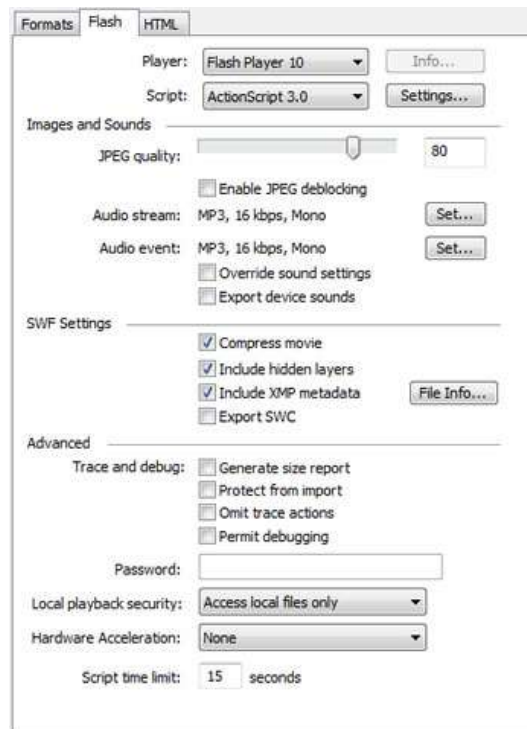 Formats Flash HTML
Player: Flash Player 10 Info...
Script: ActionScript 3.0 Settings...
Images and Sounds
JPEG quality: 80
Enable JPEG deblocking
Audio stream: MP3, 16 kbps, Mono Set...
Audio event: MP3, 16 kbps, Mono Set...
Override sound settings
Export device sounds
SWF Settings
Compress movie
Include hidden layers
Include XMP metadata File Info...
Export SWC
Advanced
Trace and debug: Generate size report
Protect from import
Omit trace actions
Permit debugging
Password:
Local playback security: Access local files only
Hardware Acceleration: None
Script time limit: 15 seconds